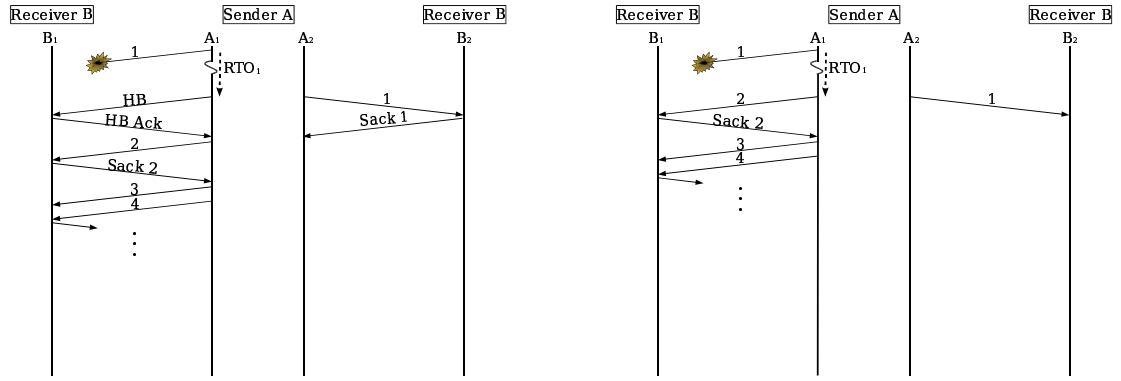 Receiver B Sender A Receiver B
B₁ A₁ A₂ B₂
1
RTO₁
HB 1
HB Ack Sack 1
2
Sack 2
3
4
Receiver B Sender A Receiver B
B₁ A₁ A₂ B₂
1
RTO₁
2 1
Sack 2
3
4